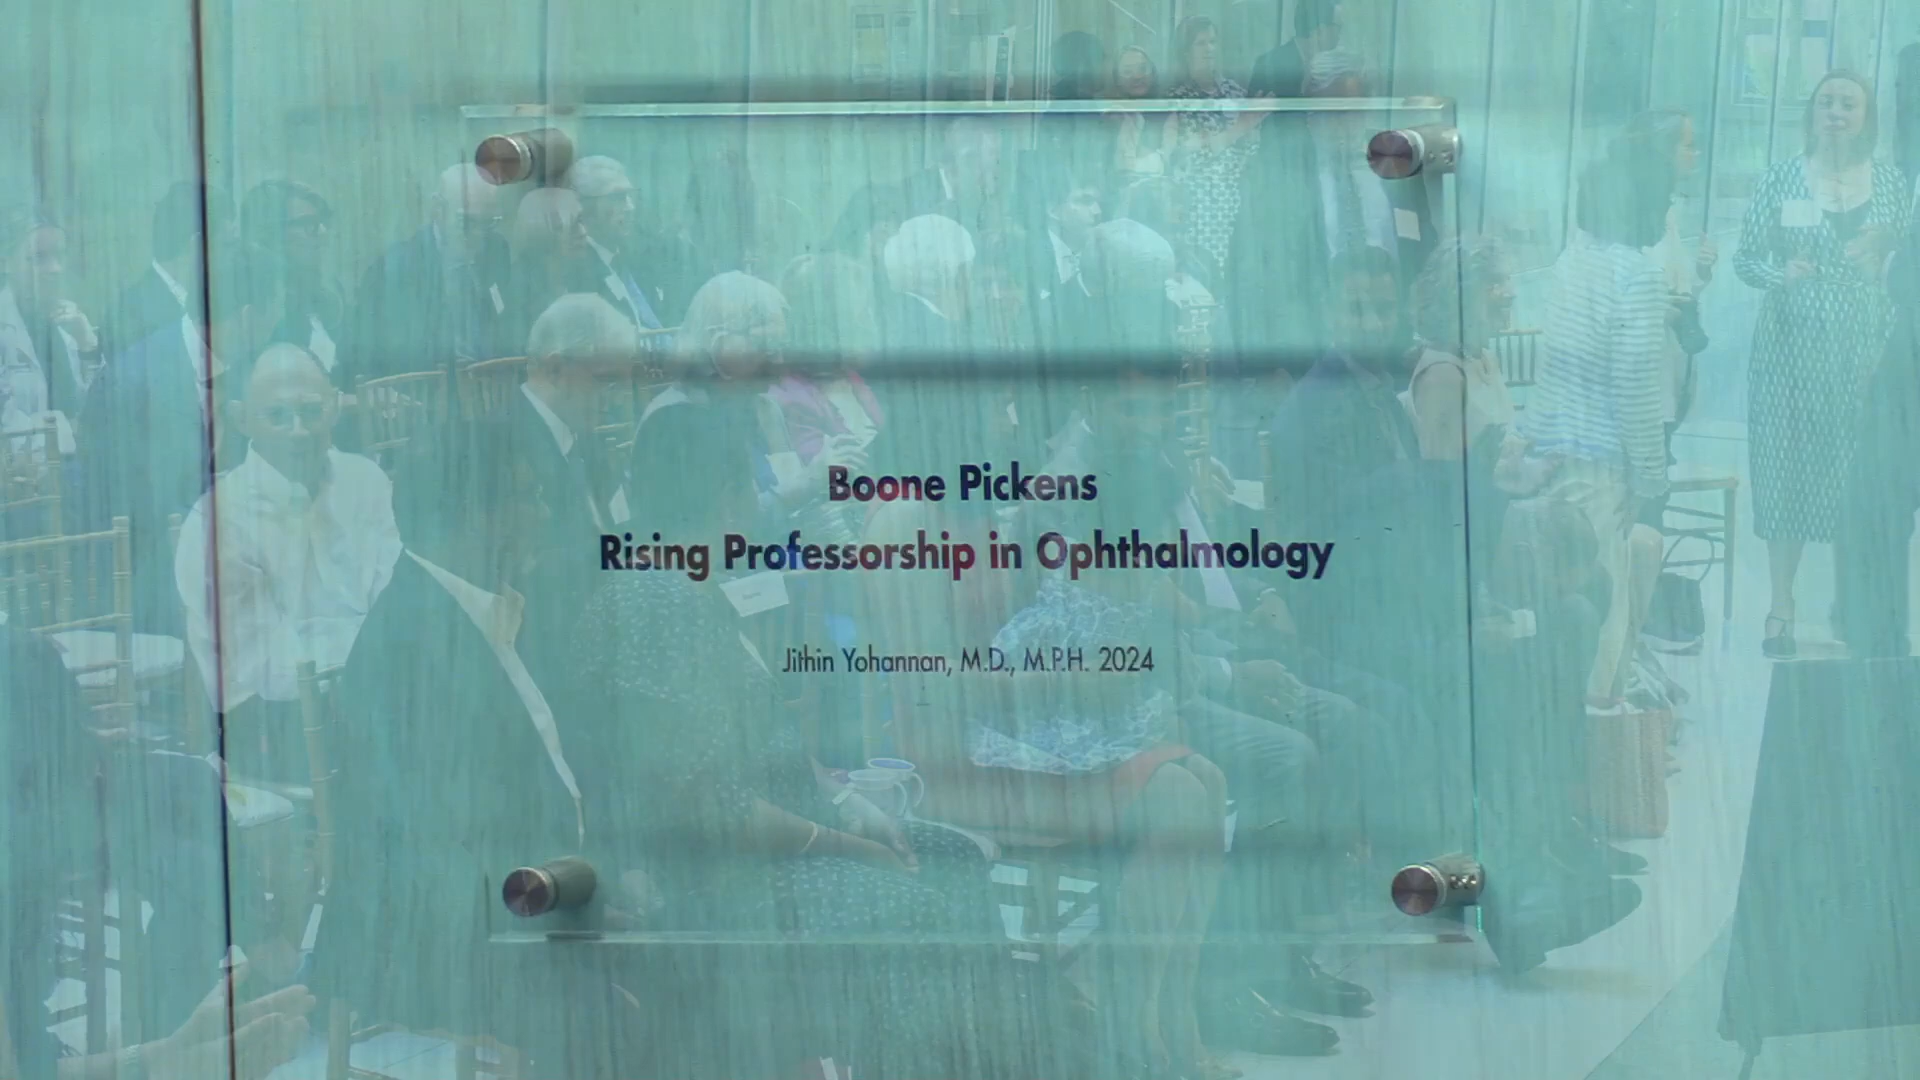 Boone Pickens
Rising Professorship in Ophthalmology
Jithin Yohannan, M.D., M.P.H. 2024